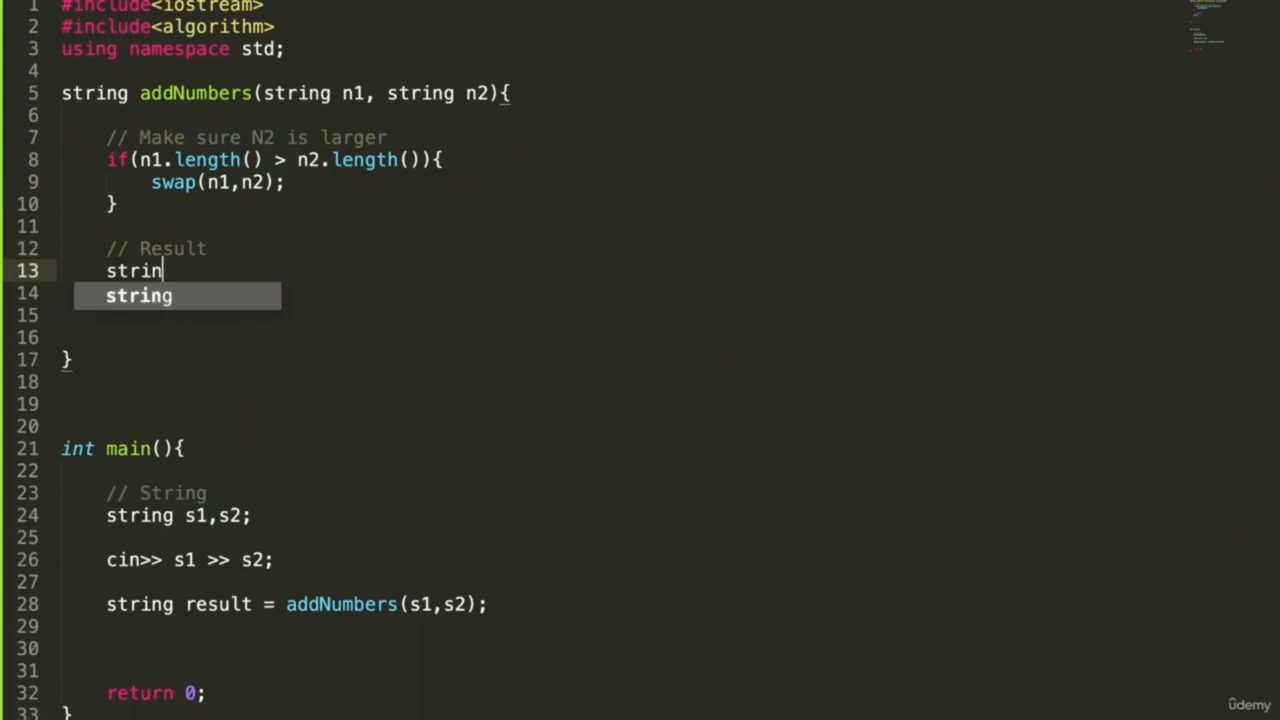 1 #include<iostream>
2 #include<algorithm>
3 using namespace std;
4
5 string addNumbers(string n1, string n2){
6
7 // Make sure N2 is larger
8 if(n1.length() > n2.length()){
9 swap(n1,n2);
10 }
11
12 // Result
13 strin
14 string
15
16
17 }
18
19
20
21 int main(){
22
23 // String
24 string s1,s2;
25
26 cin>> s1 >> s2;
27
28 string result = addNumbers(s1,s2);
29
30
31
32 return 0;
33 }
udemy